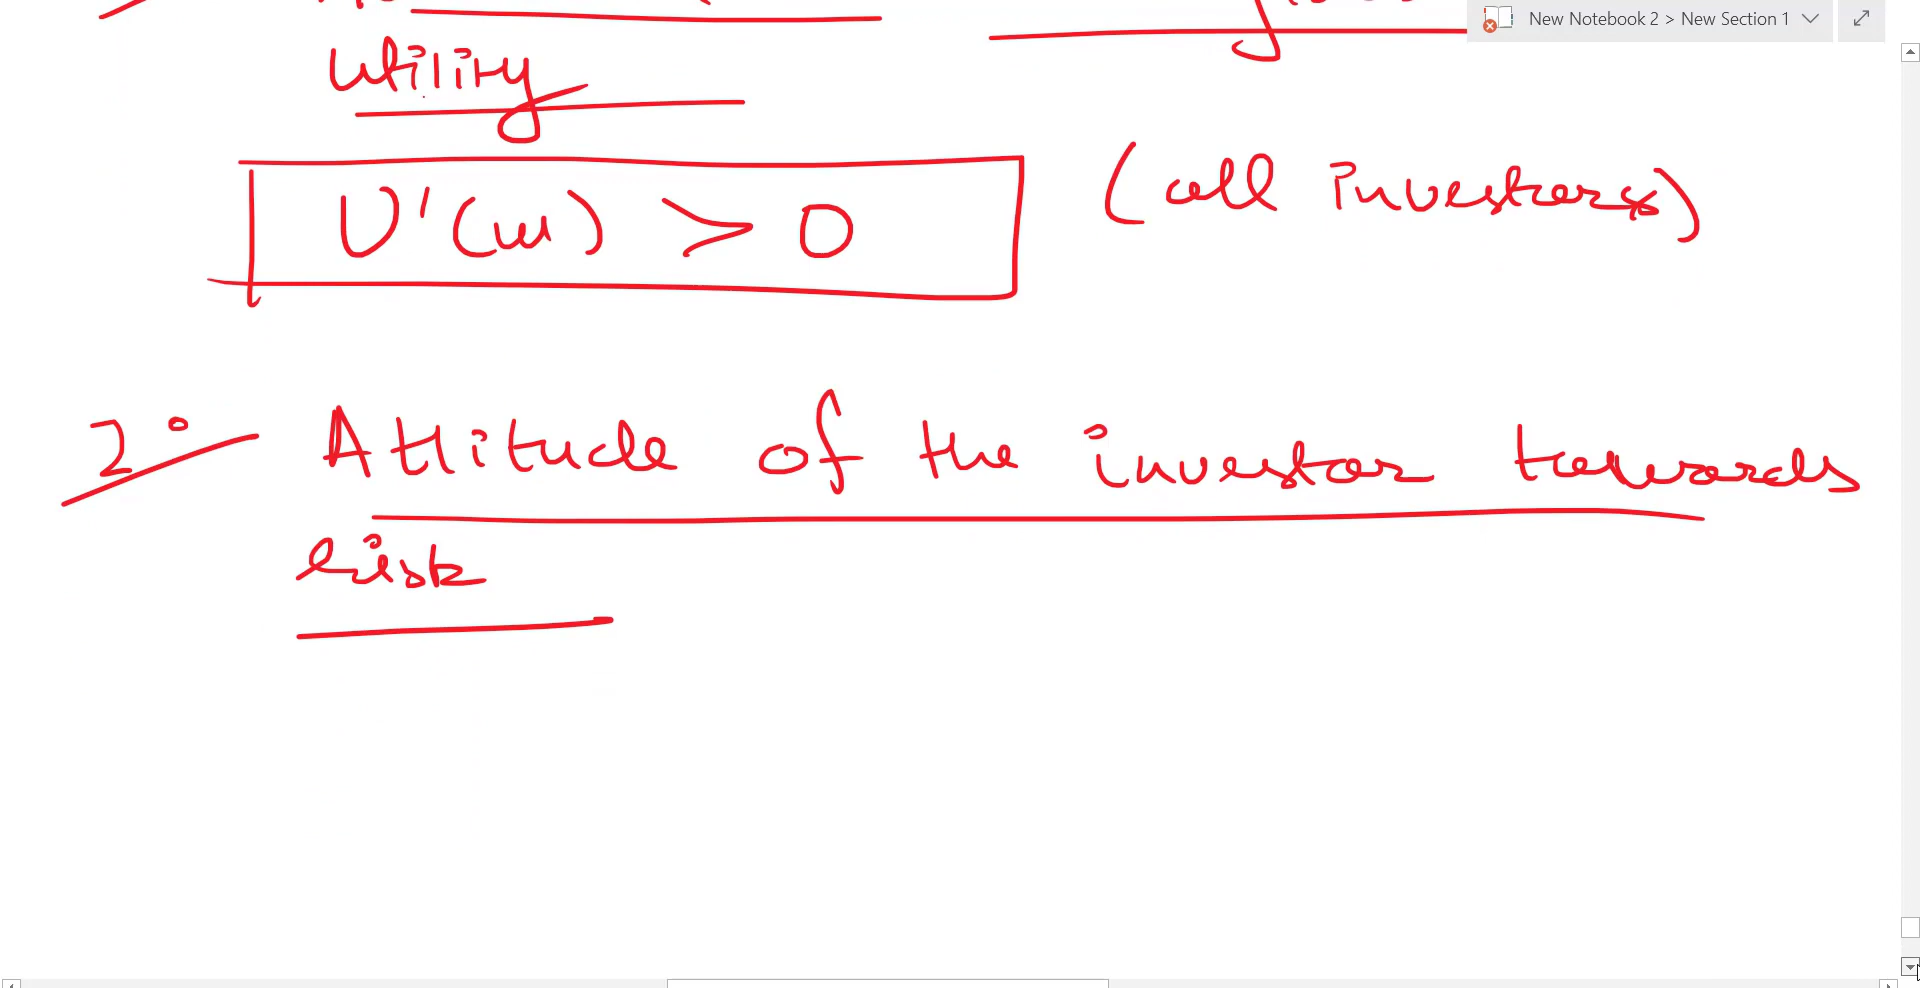 New Notebook 2 > New Section 1
utility
U'(w) > 0 (all investors)
2° Attitude of the investor towards
risk